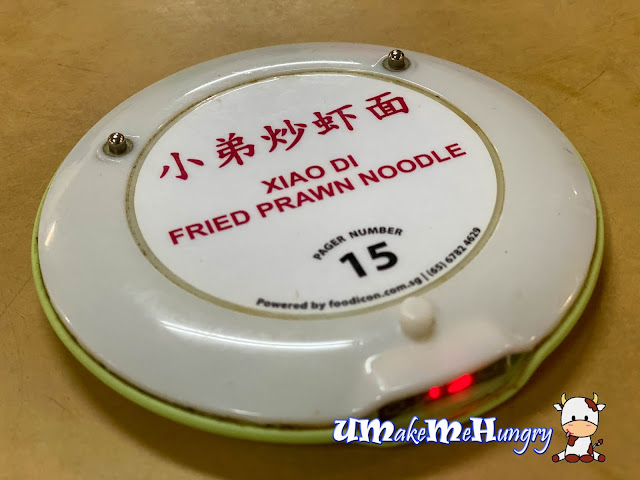 小弟炒虾面
XIAO DI
FRIED PRAWN NOODLE
PAGER NUMBER
15
Powered by foodicon.com.sg | (65) 6782 4629
UMakeMeHungry